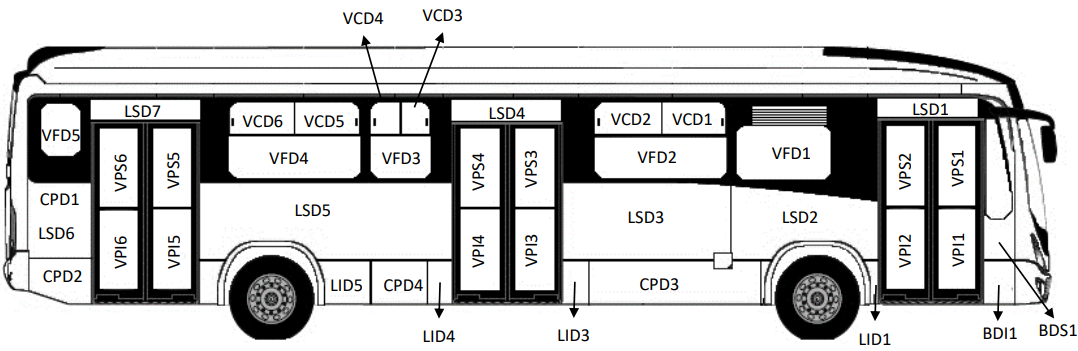 VCD4
VCD3
LSD7
LSD4
LSD1
VFD5
VCD6
VCD5
VCD2
VCD1
VFD4
VFD3
VFD2
VFD1
VPS6
VPS5
VPS4
VPS3
VPS2
VPS1
CPD1
LSD5
LSD3
LSD2
LSD6
VPI6
VPI5
VPI4
VPI3
VPI2
VPI1
CPD2
LID5
CPD4
CPD3
LID4
LID3
LID1
BDI1
BDS1